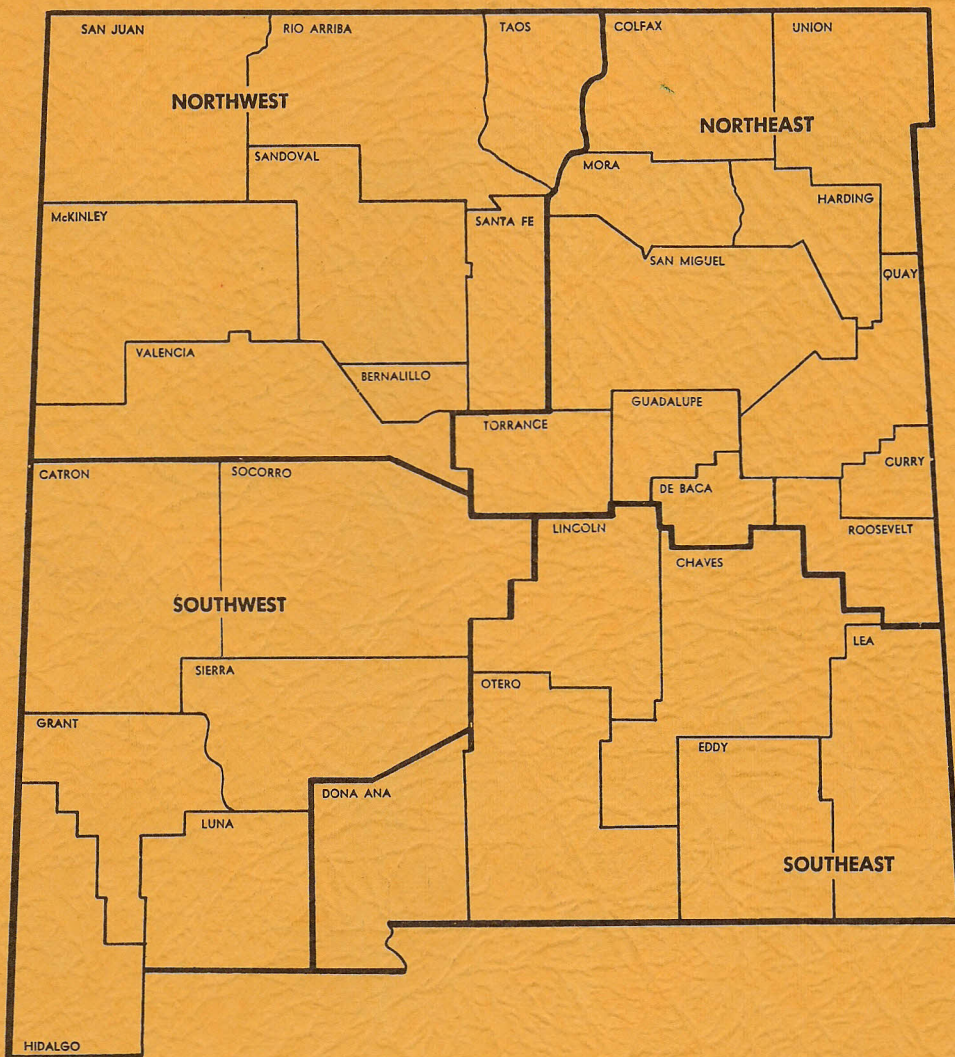 SAN JUAN
RIO ARRIBA
TAOS
COLFAX
UNION
NORTHWEST
NORTHEAST
SANDOVAL
MORA
HARDING
McKINLEY
SANTA FE
SAN MIGUEL
QUAY
VALENCIA
BERNALILLO
GUADALUPE
TORRANCE
CURRY
CATRON
SOCORRO
DE BACA
LINCOLN
ROOSEVELT
CHAVES
SOUTHWEST
LEA
SIERRA
OTERO
GRANT
EDDY
DONA ANA
LUNA
SOUTHEAST
HIDALGO